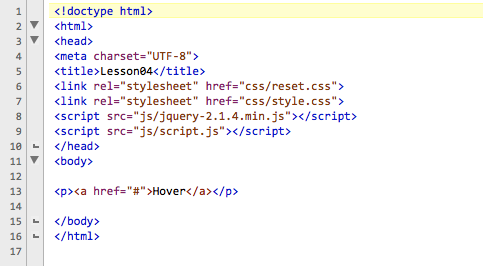 1 <!doctype html>
2 <html>
3 <head>
4 <meta charset="UTF-8">
5 <title>Lesson04</title>
6 <link rel="stylesheet" href="css/reset.css">
7 <link rel="stylesheet" href="css/style.css">
8 <script src="js/jquery-2.1.4.min.js"></script>
9 <script src="js/script.js"></script>
10 </head>
11 <body>
12
13 <p><a href="#">Hover</a></p>
14
15 </body>
16 </html>
17